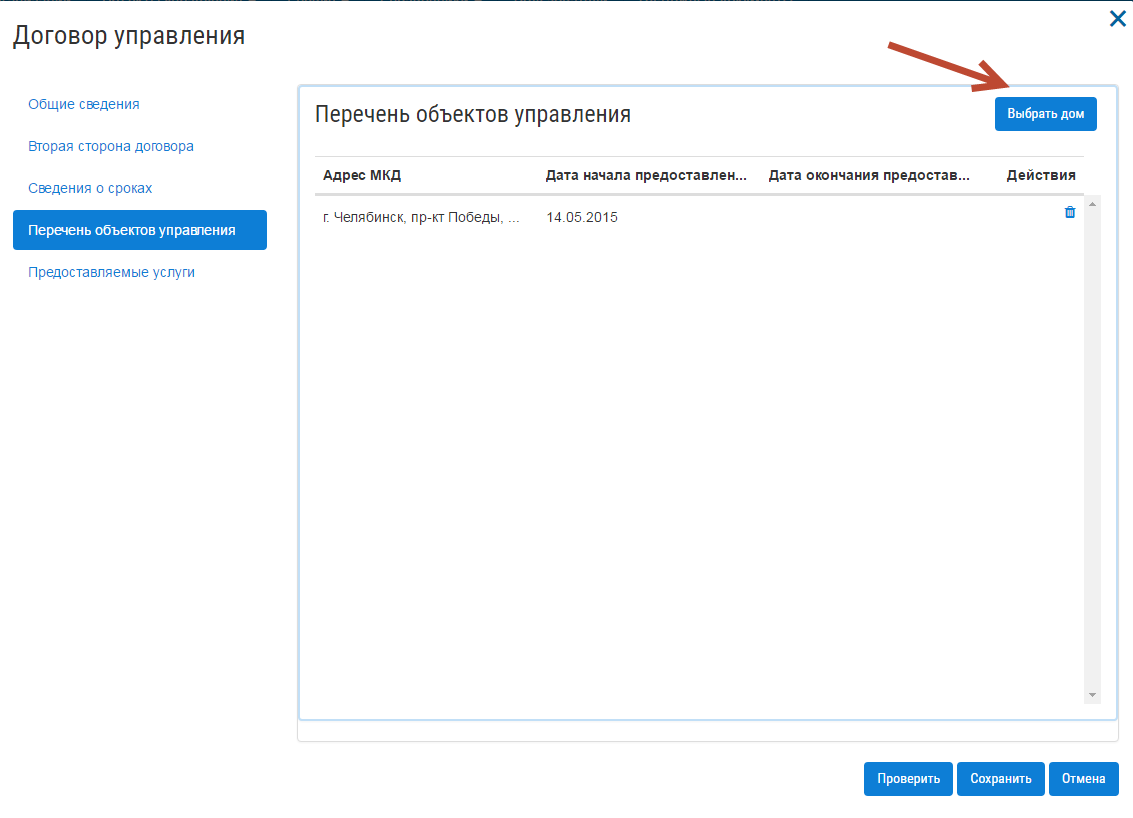 Договор управления
Общие сведения
Вторая сторона договора
Сведения о сроках
Перечень объектов управления
Предоставляемые услуги
Перечень объектов управления
Выбрать дом
Адрес МКД Дата начала предоставлен... Дата окончания предостав... Действия
г. Челябинск, пр-кт Победы, ... 14.05.2015
Проверить Сохранить Отмена